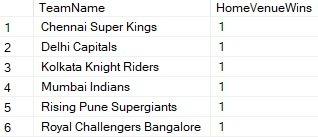 TeamName HomeVenueWins
1 Chennai Super Kings 1
2 Delhi Capitals 1
3 Kolkata Knight Riders 1
4 Mumbai Indians 1
5 Rising Pune Supergiants 1
6 Royal Challengers Bangalore 1